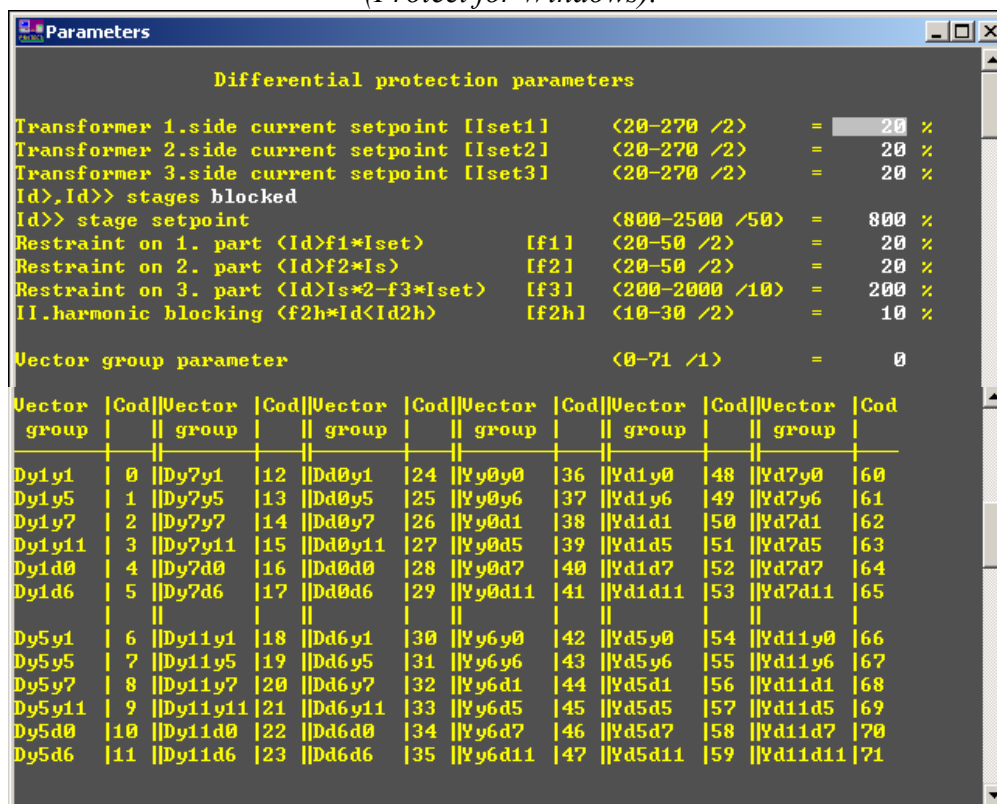 (Protect for Windows).
Parameters
Differential protection parameters
Transformer 1.side current setpoint [Iset1] (20-270 /2) = 20 %
Transformer 2.side current setpoint [Iset2] (20-270 /2) = 20 %
Transformer 3.side current setpoint [Iset3] (20-270 /2) = 20 %
Id>,Id>> stages blocked
Id>> stage setpoint (800-2500 /50) = 800 %
Restraint on 1. part (Id>f1*Iset) [f1] (20-50 /2) = 20 %
Restraint on 2. part (Id>f2*Is) [f2] (20-50 /2) = 20 %
Restraint on 3. part (Id>Is*2-f3*Iset) [f3] (200-2000 /10) = 200 %
II.harmonic blocking (f2h*Id<Id2h) [f2h] (10-30 /2) = 10 %
Vector group parameter (0-71 /1) = 0
Vector |Cod||Vector |Cod||Vector |Cod||Vector |Cod||Vector |Cod||Vector |Cod
group | || group | || group | || group | || group | || group |
Dy1y1 | 0 ||Dy7y1 |12 ||Dd0y1 |24 ||Yy0y0 |36 ||Yd1y0 |48 ||Yd7y0 |60
Dy1y5 | 1 ||Dy7y5 |13 ||Dd0y5 |25 ||Yy0y6 |37 ||Yd1y6 |49 ||Yd7y6 |61
Dy1y7 | 2 ||Dy7y7 |14 ||Dd0y7 |26 ||Yy0d1 |38 ||Yd1d1 |50 ||Yd7d1 |62
Dy1y11 | 3 ||Dy7y11 |15 ||Dd0y11 |27 ||Yy0d5 |39 ||Yd1d5 |51 ||Yd7d5 |63
Dy1d0 | 4 ||Dy7d0 |16 ||Dd0d0 |28 ||Yy0d7 |40 ||Yd1d7 |52 ||Yd7d7 |64
Dy1d6 | 5 ||Dy7d6 |17 ||Dd0d6 |29 ||Yy0d11 |41 ||Yd1d11 |53 ||Yd7d11 |65
Dy5y1 | 6 ||Dy11y1 |18 ||Dd6y1 |30 ||Yy6y0 |42 ||Yd5y0 |54 ||Yd11y0 |66
Dy5y5 | 7 ||Dy11y5 |19 ||Dd6y5 |31 ||Yy6y6 |43 ||Yd5y6 |55 ||Yd11y6 |67
Dy5y7 | 8 ||Dy11y7 |20 ||Dd6y7 |32 ||Yy6d1 |44 ||Yd5d1 |56 ||Yd11d1 |68
Dy5y11 | 9 ||Dy11y11|21 ||Dd6y11 |33 ||Yy6d5 |45 ||Yd5d5 |57 ||Yd11d5 |69
Dy5d0 |10 ||Dy11d0 |22 ||Dd6d0 |34 ||Yy6d7 |46 ||Yd5d7 |58 ||Yd11d7 |70
Dy5d6 |11 ||Dy11d6 |23 ||Dd6d6 |35 ||Yy6d11 |47 ||Yd5d11 |59 ||Yd11d11|71